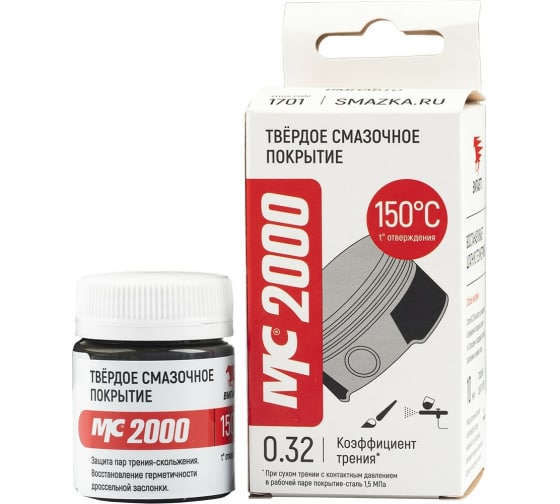 1701 SMAZKA.RU
ТВЁРДОЕ СМАЗОЧНОЕ
ПОКРЫТИЕ
МС 2000
150°C
t° отверждения
0.32
Коэффициент
трения*
*При сухом трении с контактным давлением
в рабочей паре покрытие-сталь 1,5 МПа
ТВЁРДОЕ СМАЗОЧНОЕ
ПОКРЫТИЕ
МС 2000
Защита пар трения-скольжения.
Восстановление герметичности
дроссельной заслонки.